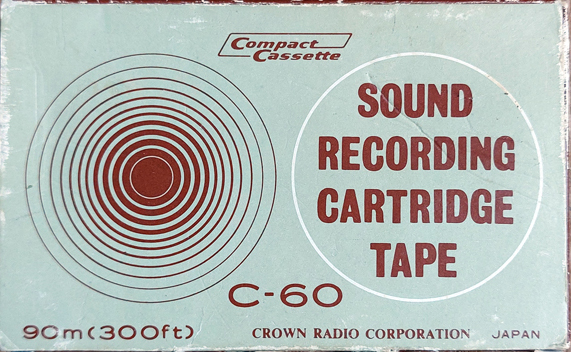 Compact
Cassette
SOUND
RECORDING
CARTRIDGE
TAPE
C-60
90m(300ft)
CROWN RADIO CORPORATION JAPAN